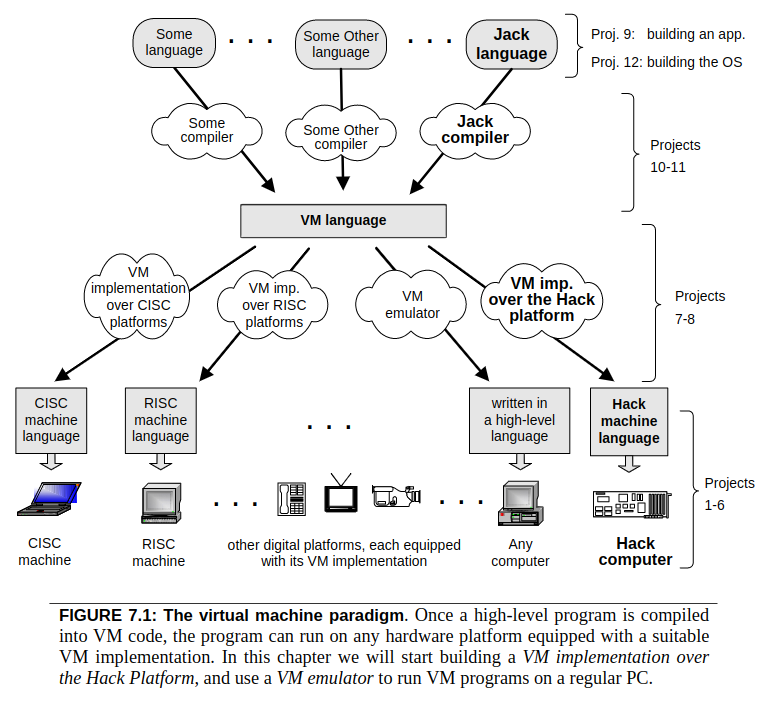 Some
language
. . .
Some Other
language
. . .
Jack
language
Proj. 9: building an app.
Proj. 12: building the OS
Some
compiler
Some Other
compiler
Jack
compiler
Projects
10-11
VM language
VM
implementation
over CISC
platforms
VM imp.
over RISC
platforms
VM
emulator
VM imp.
over the Hack
platform
Projects
7-8
CISC
machine
language
RISC
machine
language
. . .
written in
a high-level
language
Hack
machine
language
. . .
. . .
Projects
1-6
CISC
machine
RISC
machine
other digital platforms, each equipped
with its VM implementation
Any
computer
Hack
computer
FIGURE 7.1: The virtual machine paradigm. Once a high-level program is compiled
into VM code, the program can run on any hardware platform equipped with a suitable
VM implementation. In this chapter we will start building a VM implementation over
the Hack Platform, and use a VM emulator to run VM programs on a regular PC.